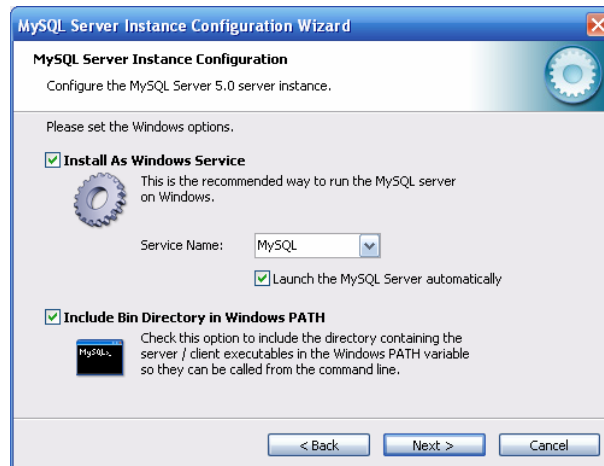 MySQL Server Instance Configuration Wizard
MySQL Server Instance Configuration
Configure the MySQL Server 5.0 server instance.
Please set the Windows options.
Install As Windows Service
This is the recommended way to run the MySQL server
on Windows.
Service Name: MySQL
Launch the MySQL Server automatically
Include Bin Directory in Windows PATH
Check this option to include the directory containing the
server / client executables in the Windows PATH variable
so they can be called from the command line.
MySQL>_
< Back Next > Cancel